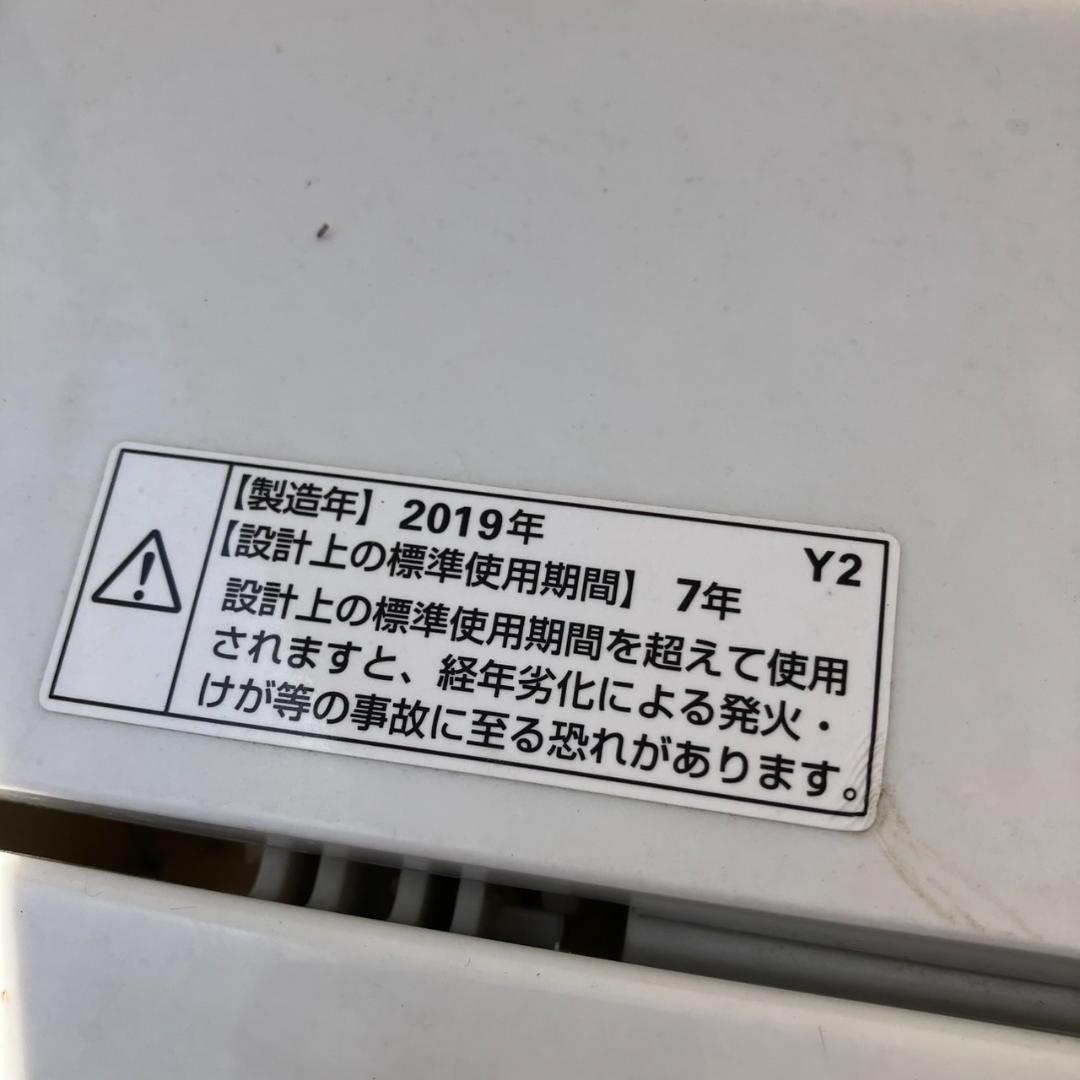 【製造年】 2019年
【設計上の標準使用期間】 7年 Y2
設計上の標準使用期間を超えて使用
されますと、経年劣化による発火・
けが等の事故に至る恐れがあります。